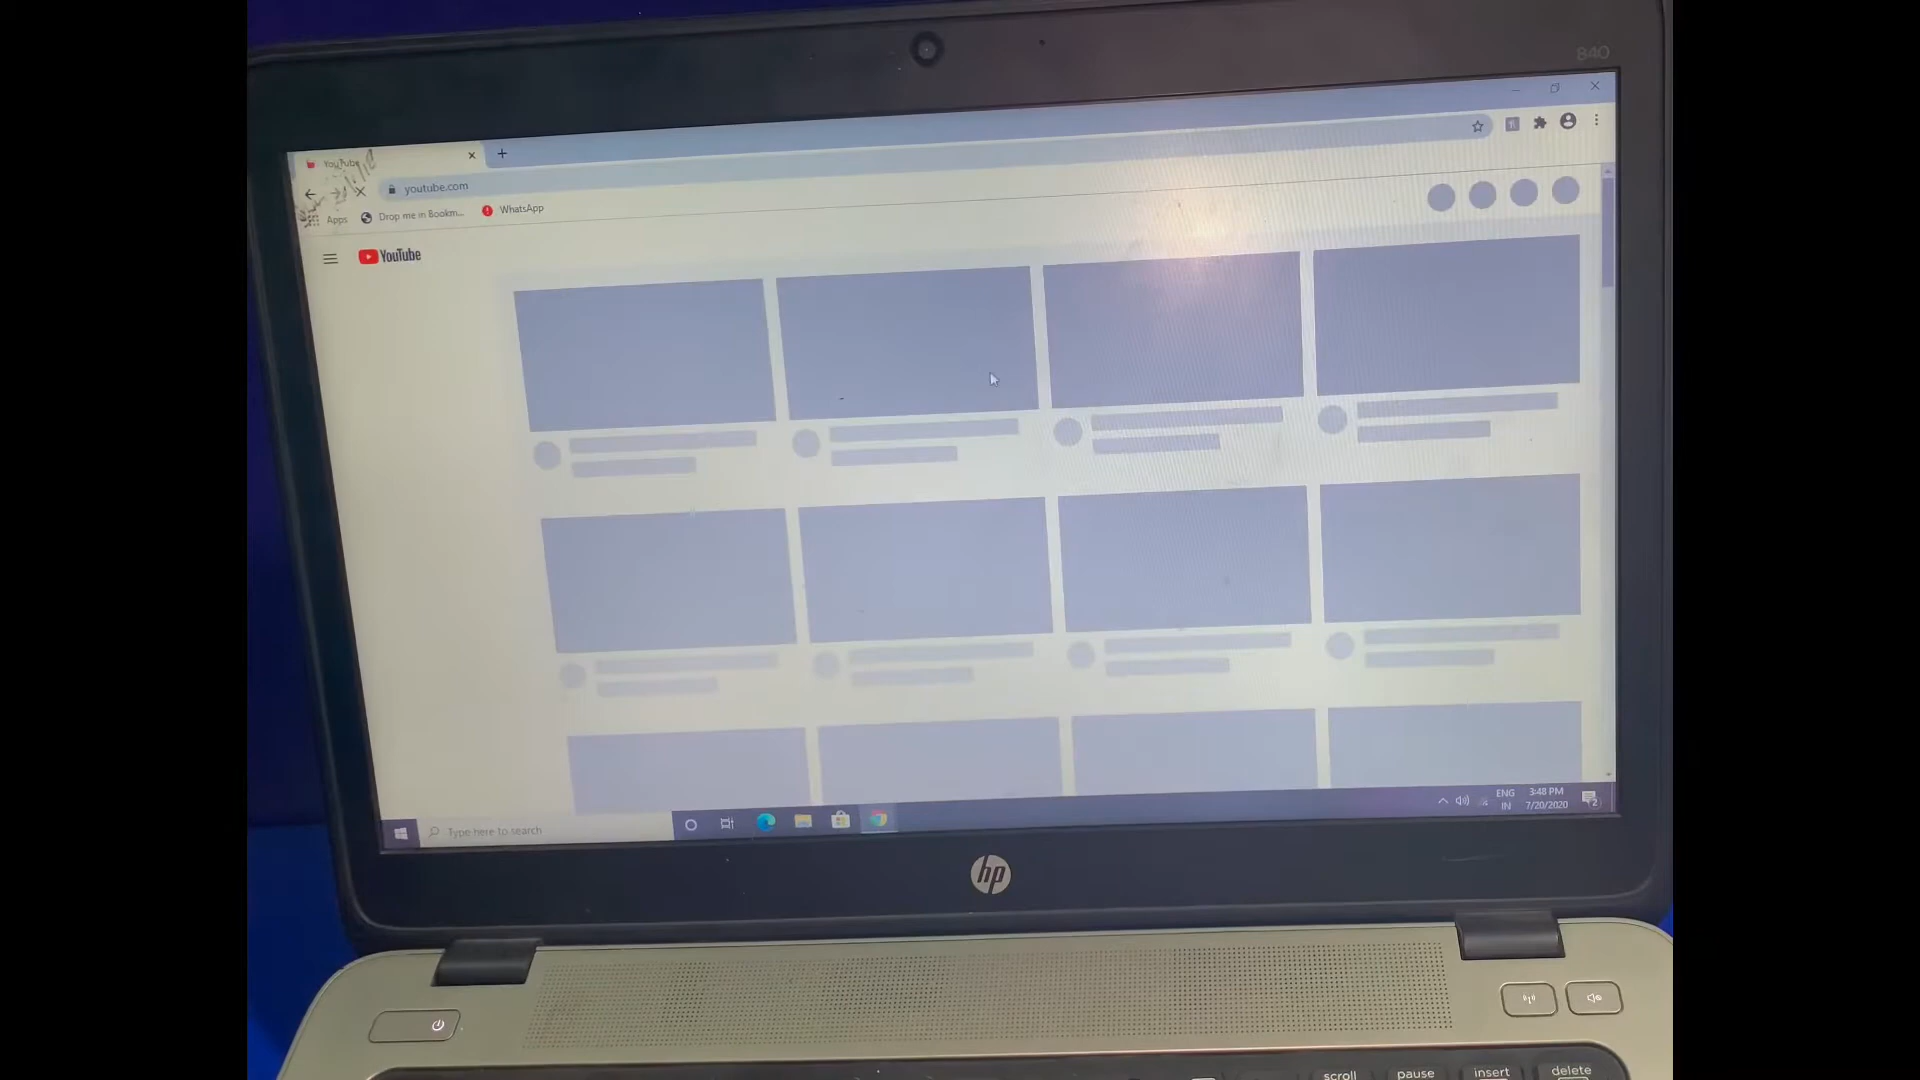 840
YouTube
youtube.com
Apps
Drop me in Bookm...
WhatsApp
YouTube
Type here to search
ENG
IN
3:48 PM
7/20/2020
2
hp
scroll
pause
insert
delete